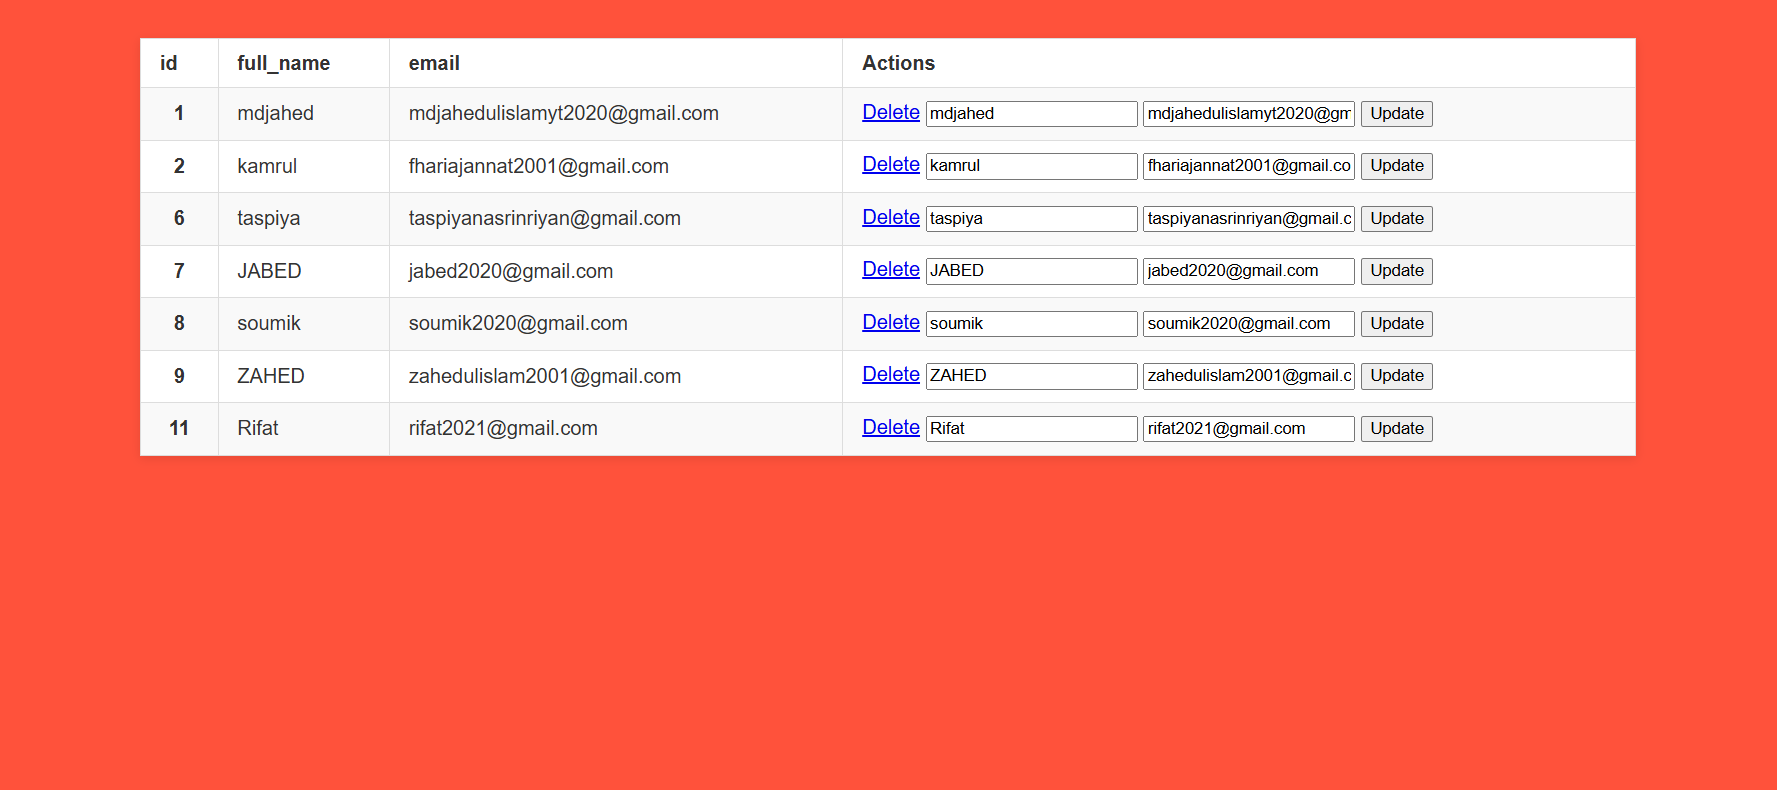 id full_name email Actions
1 mdjahed mdjahedulislamyt2020@gmail.com Delete mdjahed mdjahedulislamyt2020@gm Update
2 kamrul fhariajannat2001@gmail.com Delete kamrul fhariajannat2001@gmail.co Update
6 taspiya taspiyanasrinriyan@gmail.com Delete taspiya taspiyanasrinriyan@gmail.c Update
7 JABED jabed2020@gmail.com Delete JABED jabed2020@gmail.com Update
8 soumik soumik2020@gmail.com Delete soumik soumik2020@gmail.com Update
9 ZAHED zahedulislam2001@gmail.com Delete ZAHED zahedulislam2001@gmail.c Update
11 Rifat rifat2021@gmail.com Delete Rifat rifat2021@gmail.com Update